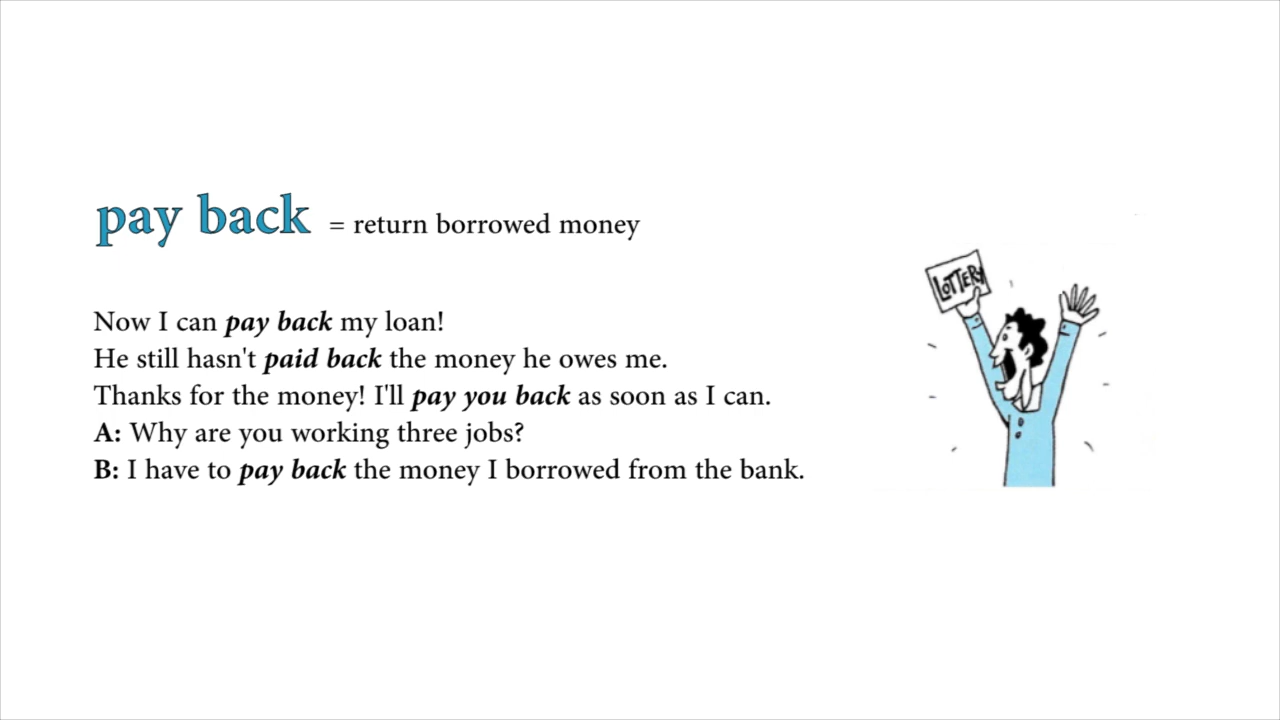 pay back = return borrowed money
Now I can pay back my loan!
He still hasn't paid back the money he owes me.
Thanks for the money! I'll pay you back as soon as I can.
A: Why are you working three jobs?
B: I have to pay back the money I borrowed from the bank.
LOTTERY